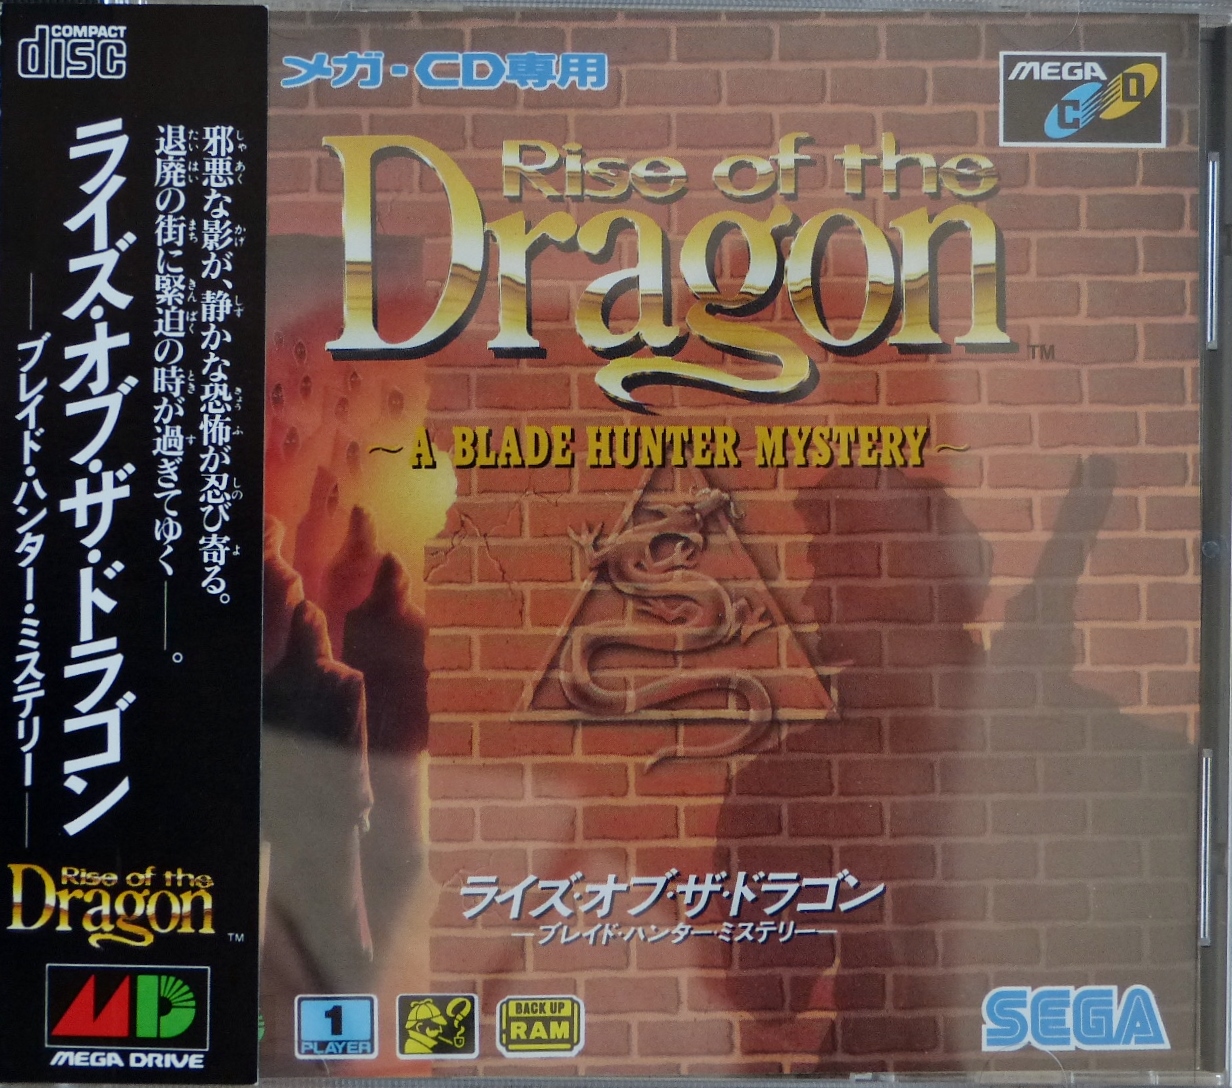 COMPACT
disc
邪悪な影が、静かな恐怖が忍び寄る。
退廃の街に緊迫の時が過ぎてゆく——。
ライズ・オブ・ザ・ドラゴン
—ブレイド・ハンター・ミステリー—
Rise of the
Dragon
TM
MD
MEGA DRIVE
メガ・CD専用
MEGA
CD
Rise of the
Dragon
TM
~A BLADE HUNTER MYSTERY~
ライズ・オブ・ザ・ドラゴン
—ブレイド・ハンター・ミステリー—
1
PLAYER
?
BACK UP
RAM
SEGA